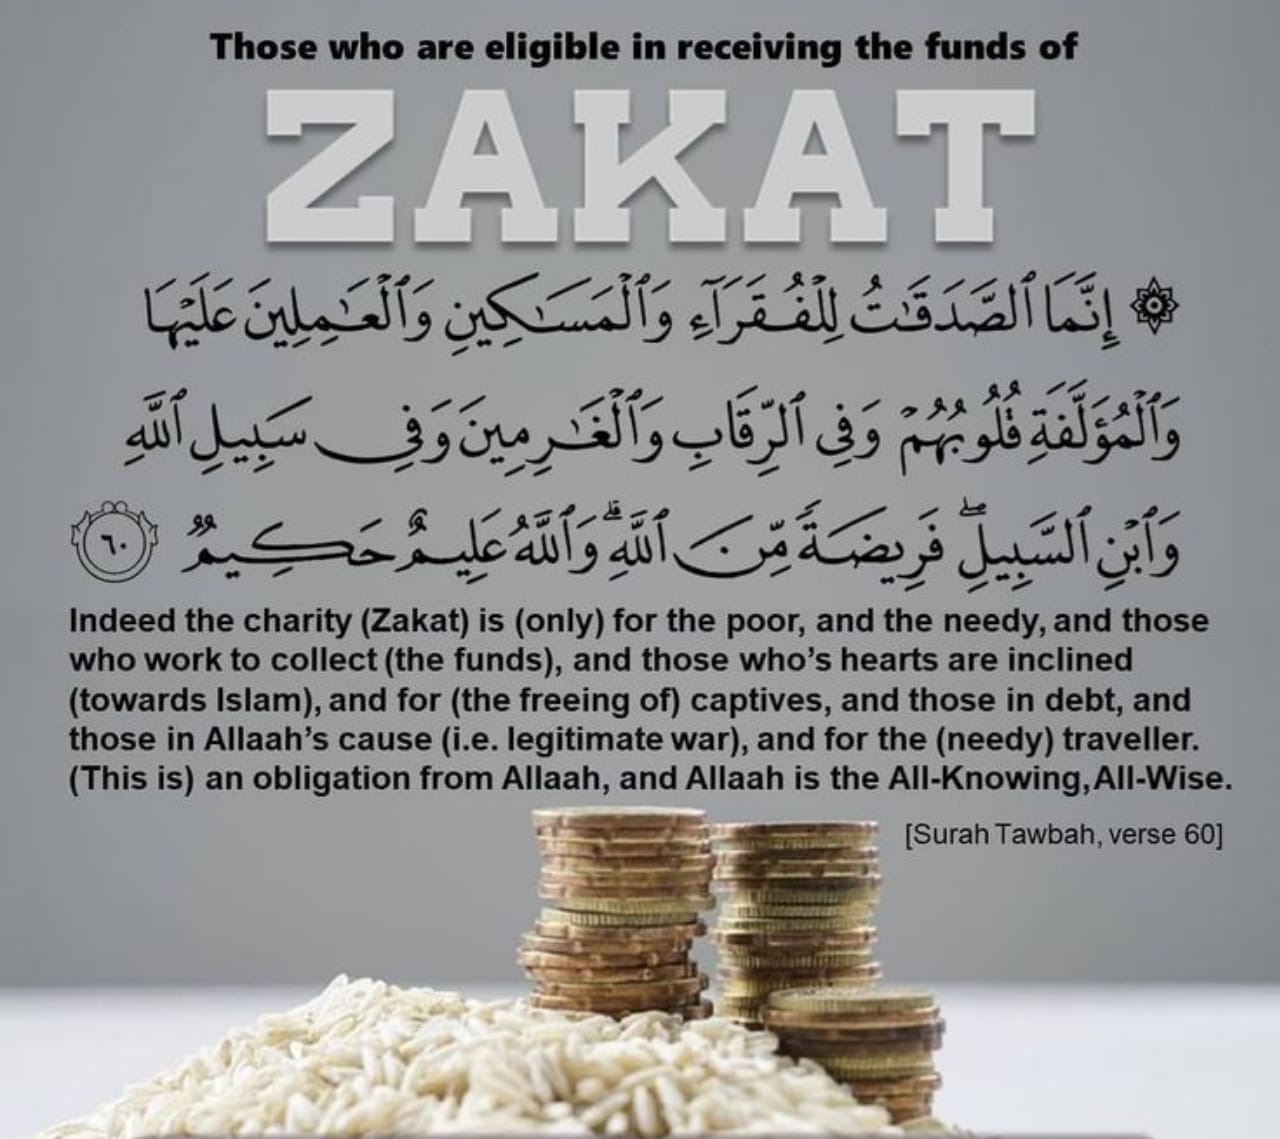 Those who are eligible in receiving the funds of
ZAKAT
۞ إِنَّمَا ٱلصَّدَقَٰتُ لِلْفُقَرَآءِ وَٱلْمَسَٰكِينِ وَٱلْعَٰمِلِينَ عَلَيْهَا
وَٱلْمُؤَلَّفَةِ قُلُوبُهُمْ وَفِى ٱلرِّقَابِ وَٱلْغَٰرِمِينَ وَفِى سَبِيلِ ٱللَّهِ
وَٱبْنِ ٱلسَّبِيلِ ۖ فَرِيضَةً مِّنَ ٱللَّهِ ۗ وَٱللَّهُ عَلِيمٌ حَكِيمٌ ٦٠
Indeed the charity (Zakat) is (only) for the poor, and the needy, and those
who work to collect (the funds), and those who's hearts are inclined
(towards Islam), and for (the freeing of) captives, and those in debt, and
those in Allaah's cause (i.e. legitimate war), and for the (needy) traveller.
(This is) an obligation from Allaah, and Allaah is the All-Knowing, All-Wise.
[Surah Tawbah, verse 60]